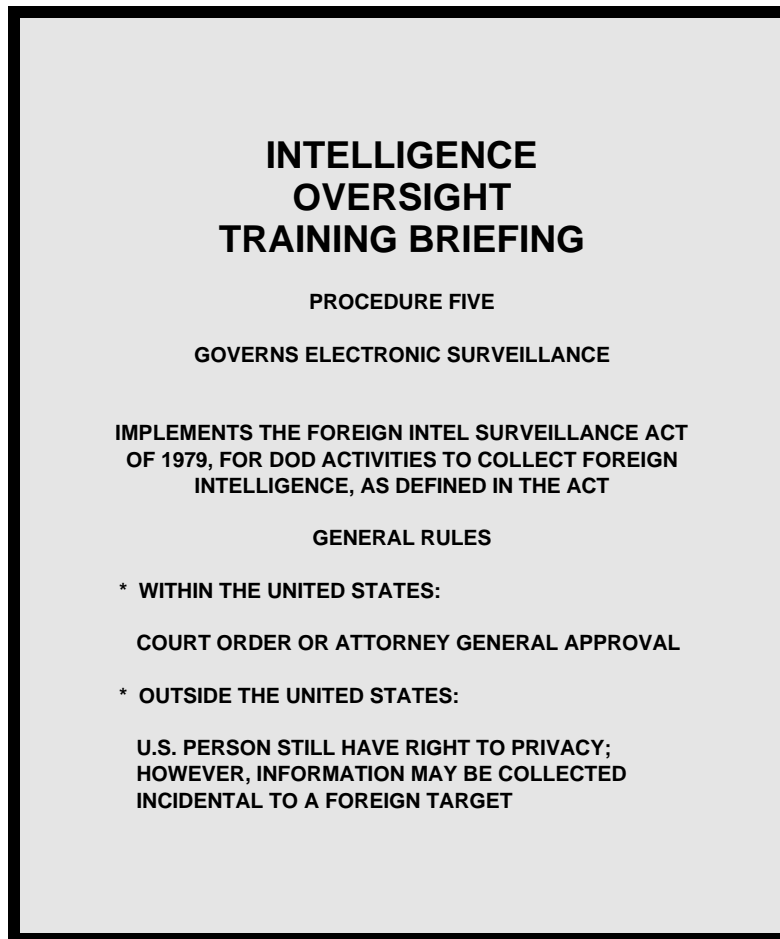 INTELLIGENCE
OVERSIGHT
TRAINING BRIEFING
PROCEDURE FIVE
GOVERNS ELECTRONIC SURVEILLANCE
IMPLEMENTS THE FOREIGN INTEL SURVEILLANCE ACT
OF 1979, FOR DOD ACTIVITIES TO COLLECT FOREIGN
INTELLIGENCE, AS DEFINED IN THE ACT
GENERAL RULES
* WITHIN THE UNITED STATES:
COURT ORDER OR ATTORNEY GENERAL APPROVAL
* OUTSIDE THE UNITED STATES:
U.S. PERSON STILL HAVE RIGHT TO PRIVACY;
HOWEVER, INFORMATION MAY BE COLLECTED
INCIDENTAL TO A FOREIGN TARGET